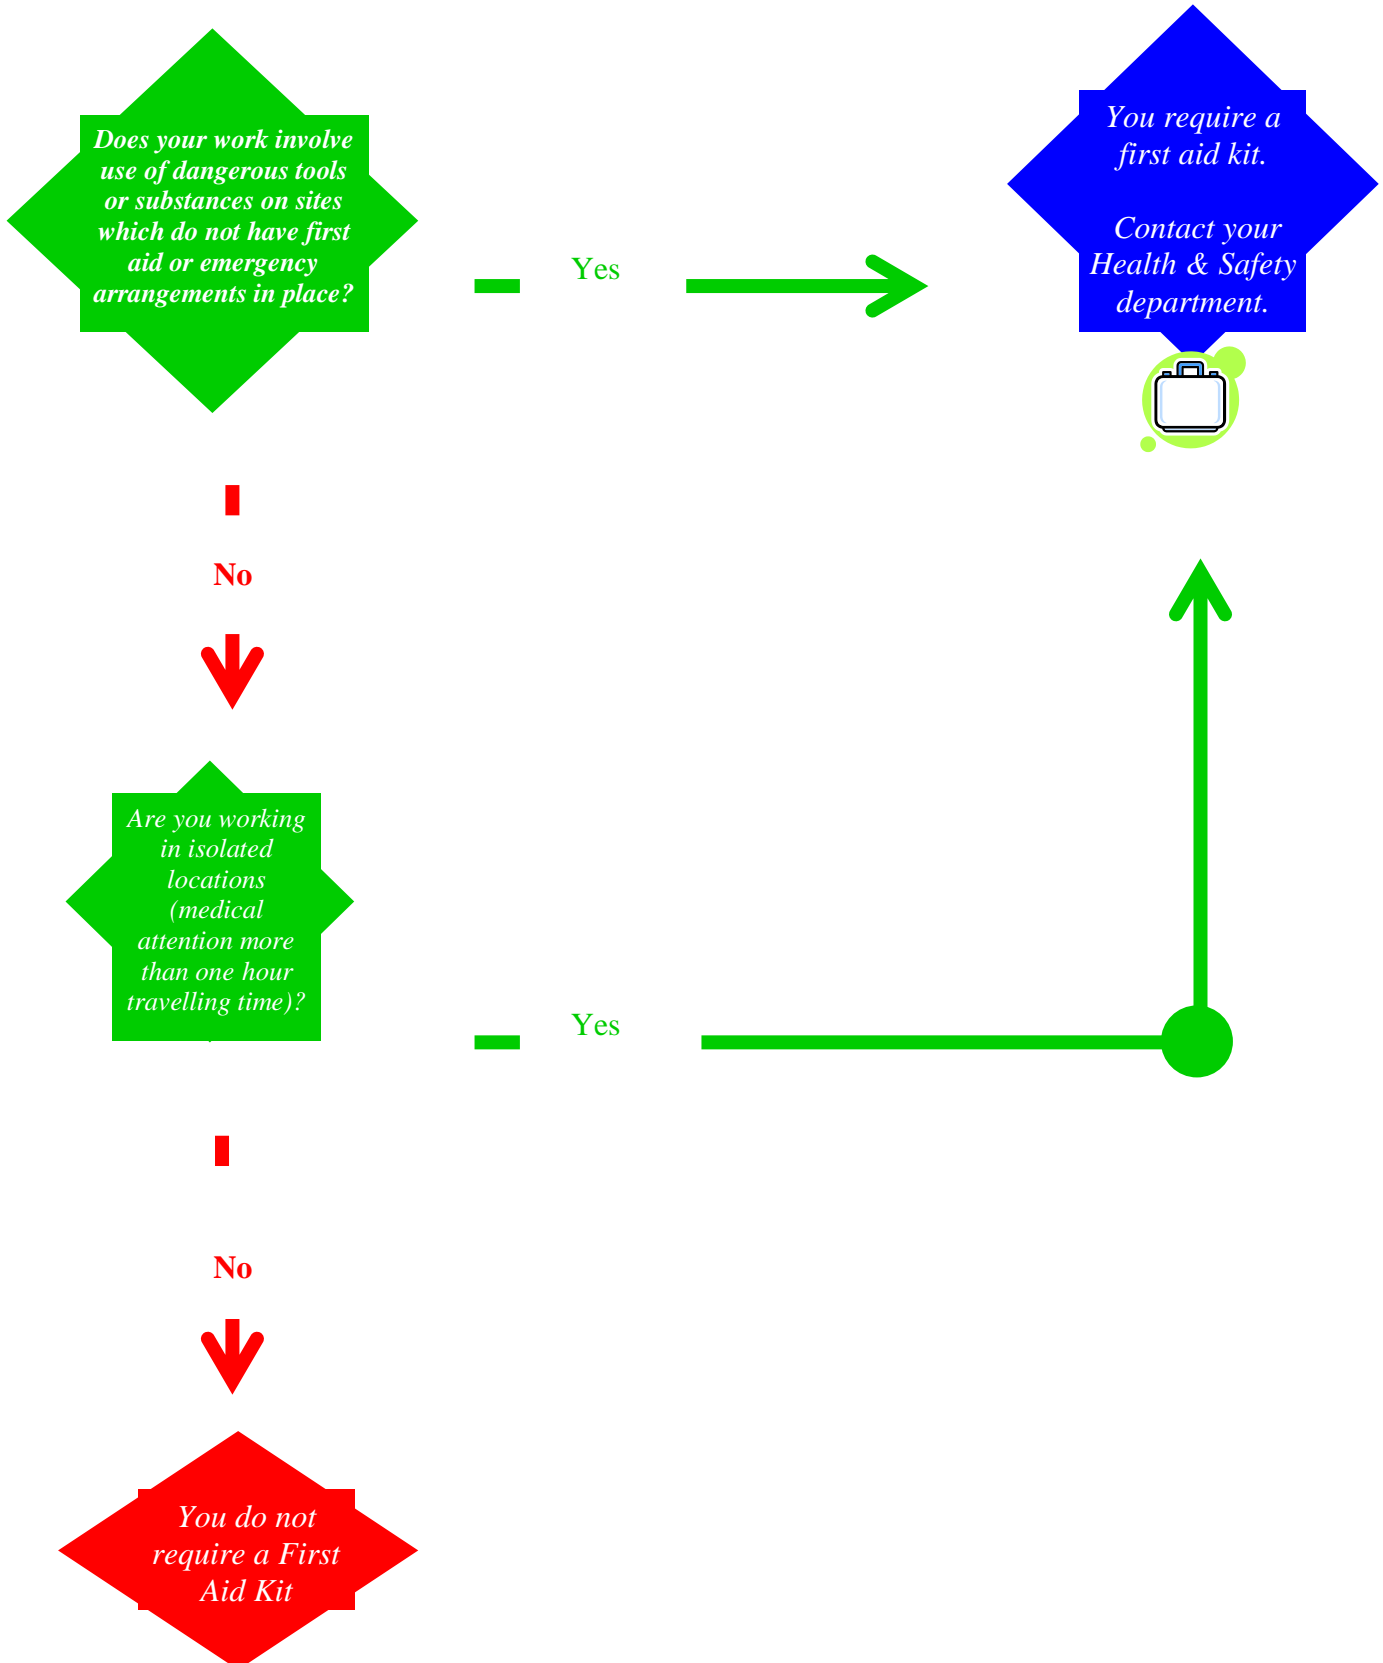 Does your work involve
use of dangerous tools
or substances on sites
which do not have first
aid or emergency
arrangements in place?
Yes
You require a
first aid kit.
Contact your
Health & Safety
department.
No
Are you working
in isolated
locations
(medical
attention more
than one hour
travelling time)?
Yes
No
You do not
require a First
Aid Kit